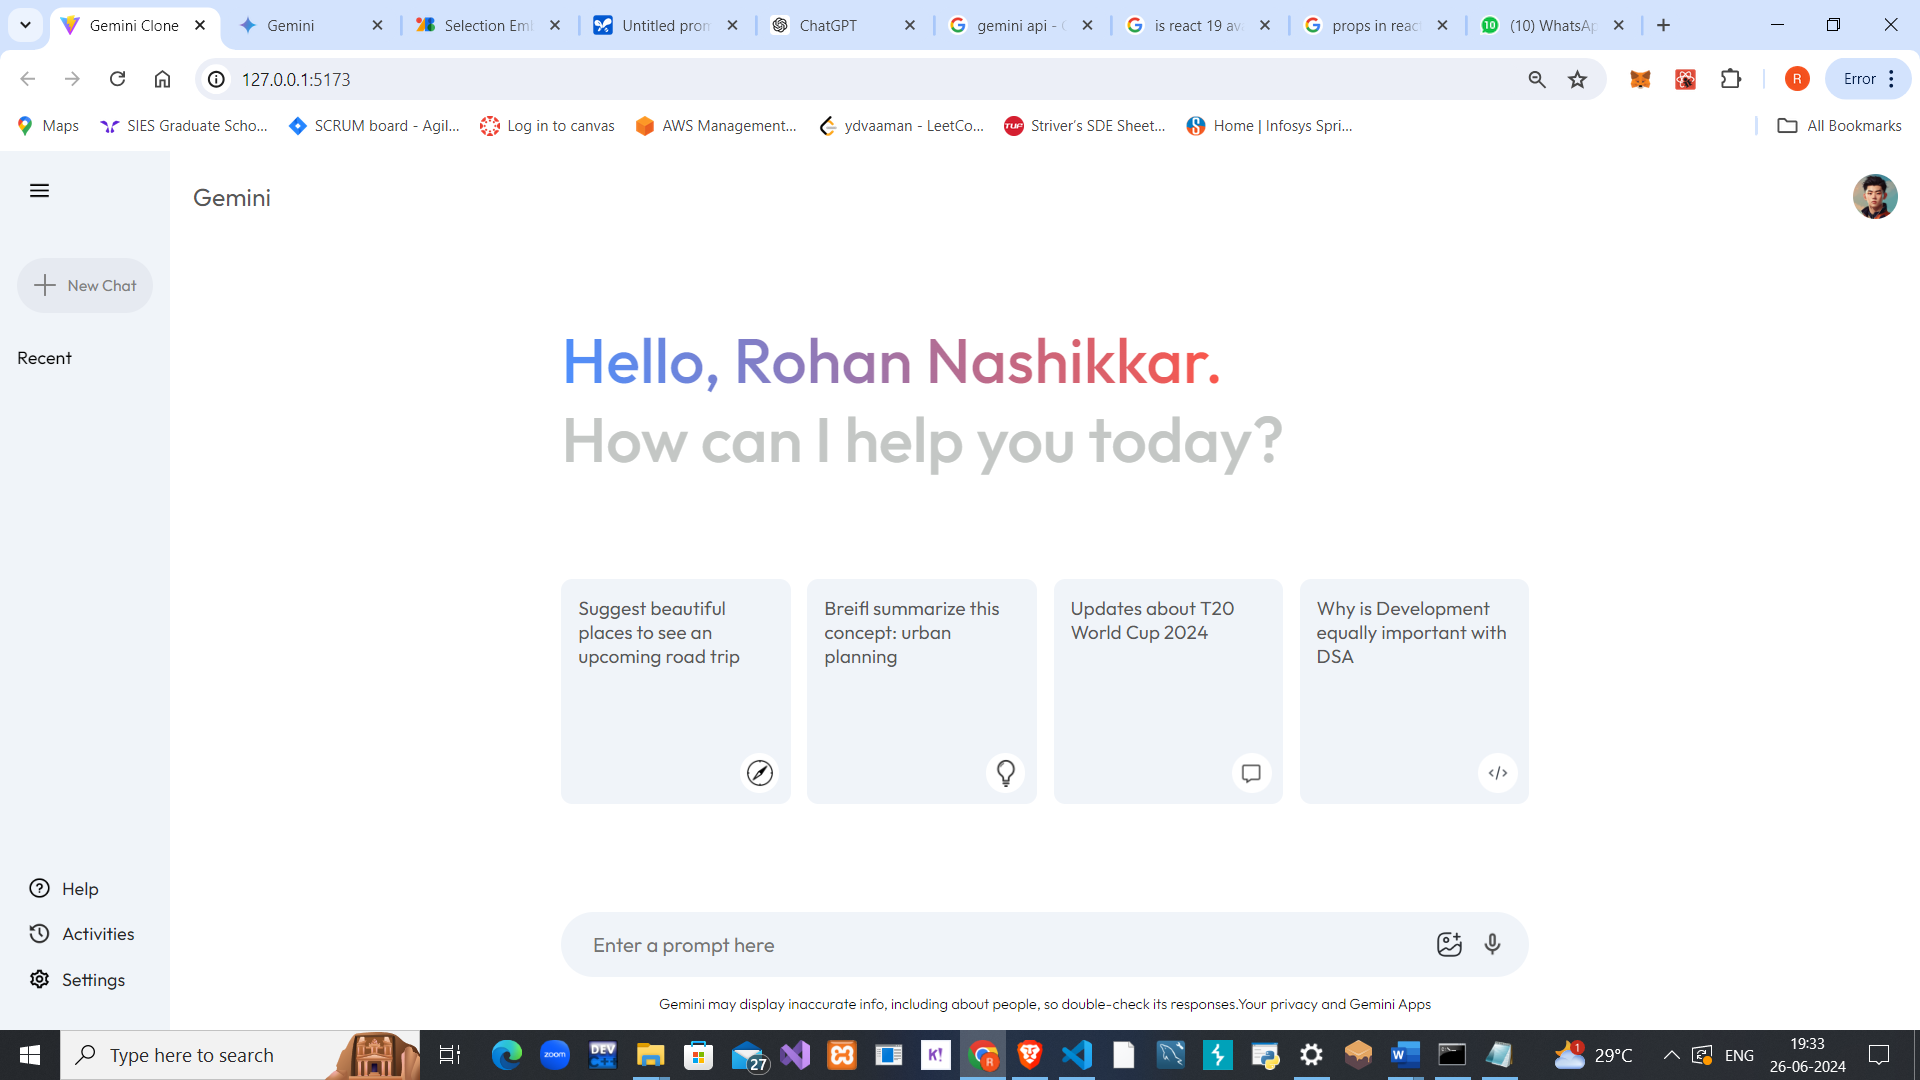 Gemini Clone
Gemini
Selection Em
Untitled pron
ChatGPT
gemini api - G
is react 19 ava
props in react
(10) WhatsAp
127.0.0.1:5173
R
Error
Maps
SIES Graduate Scho...
SCRUM board - Agil...
Log in to canvas
AWS Management...
ydvaaman - LeetCo...
Striver's SDE Sheet...
Home | Infosys Spri...
All Bookmarks
Gemini
New Chat
Recent
Hello, Rohan Nashikkar.
How can I help you today?
Suggest beautiful
places to see an
upcoming road trip
Breifl summarize this
concept: urban
planning
Updates about T20
World Cup 2024
Why is Development
equally important with
DSA
Help
Activities
Settings
Enter a prompt here
Gemini may display inaccurate info, including about people, so double-check its responses.Your privacy and Gemini Apps
Type here to search
zoom
DEV
C++
27
K!
R
1
29°C
ENG
19:33
26-06-2024